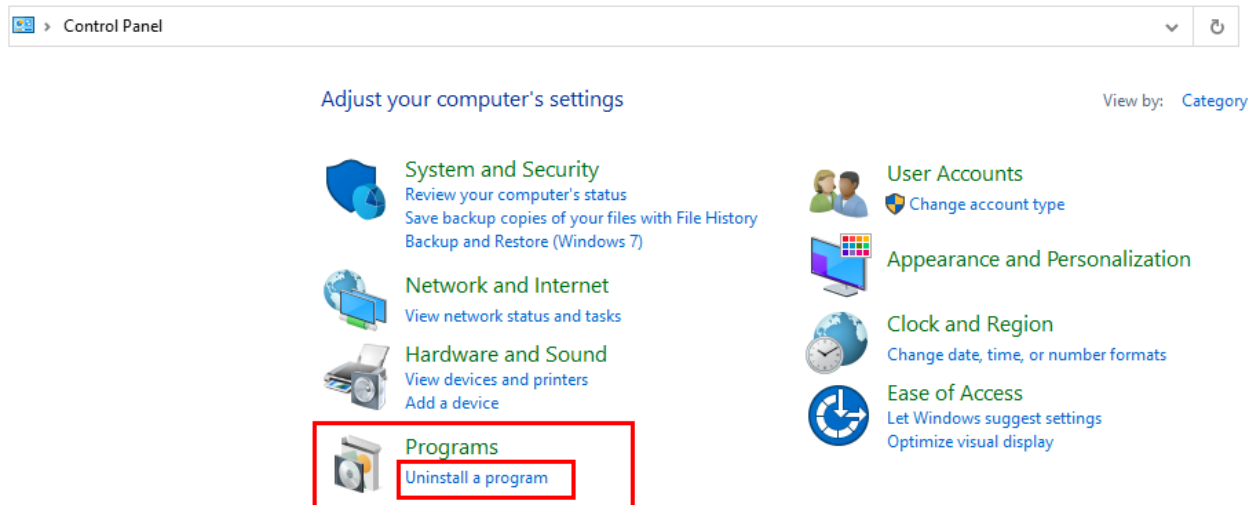 Control Panel
Adjust your computer's settings
View by: Category
System and Security
Review your computer's status
Save backup copies of your files with File History
Backup and Restore (Windows 7)
Network and Internet
View network status and tasks
Hardware and Sound
View devices and printers
Add a device
Programs
Uninstall a program
User Accounts
Change account type
Appearance and Personalization
Clock and Region
Change date, time, or number formats
Ease of Access
Let Windows suggest settings
Optimize visual display